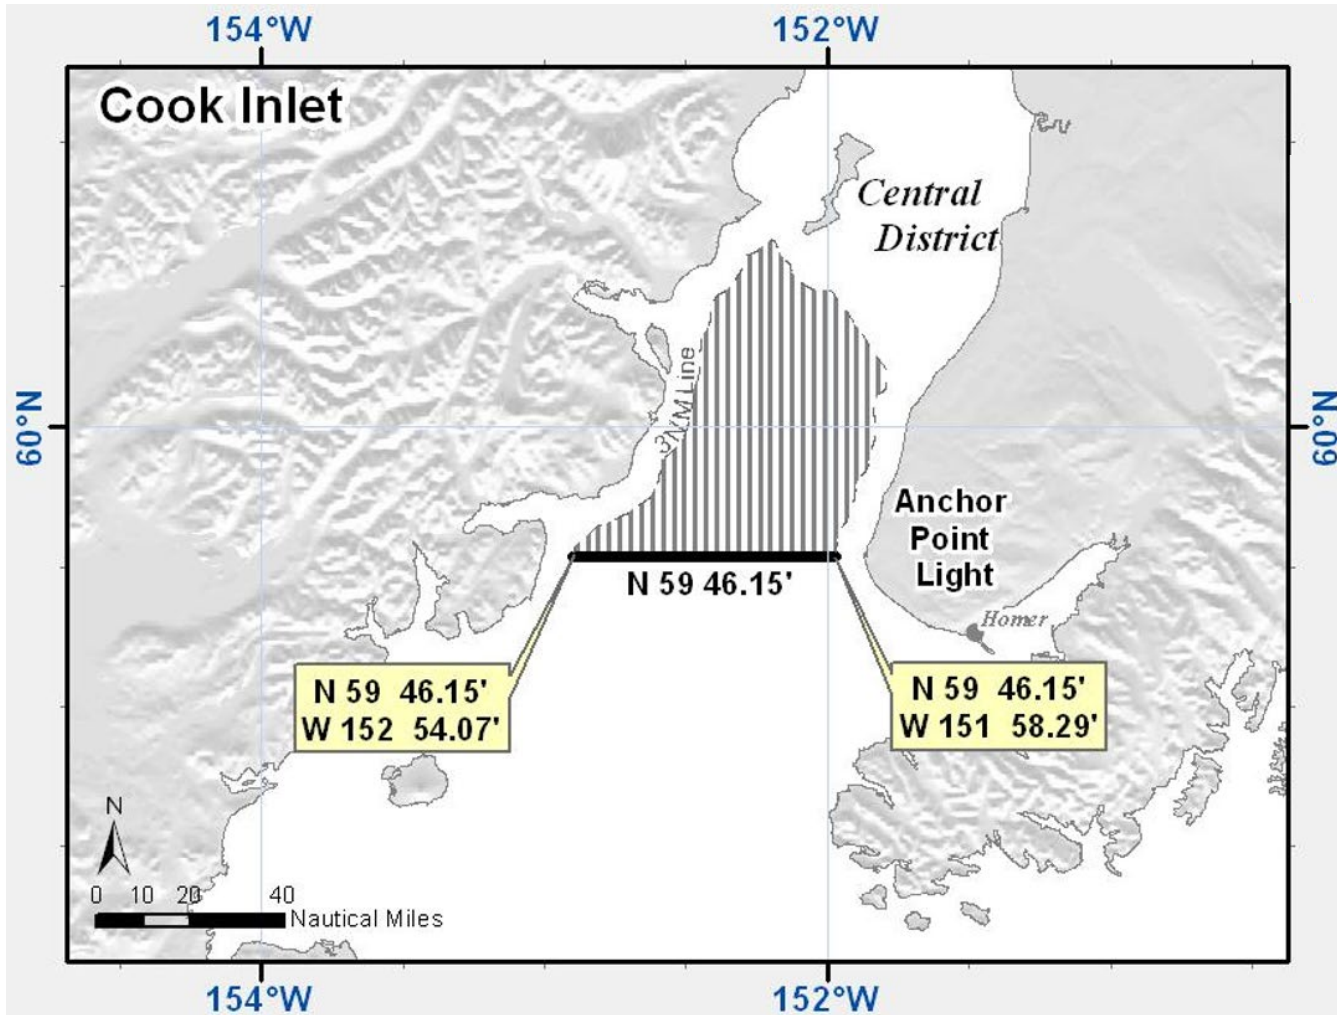 154°W
152°W
Cook Inlet
Central
District
3NM Line
60°N
60°N
Anchor
Point
Light
N 59 46.15'
Homer
N 59 46.15'
W 152 54.07'
N 59 46.15'
W 151 58.29'
N
0 10 20 40
Nautical Miles
154°W
152°W